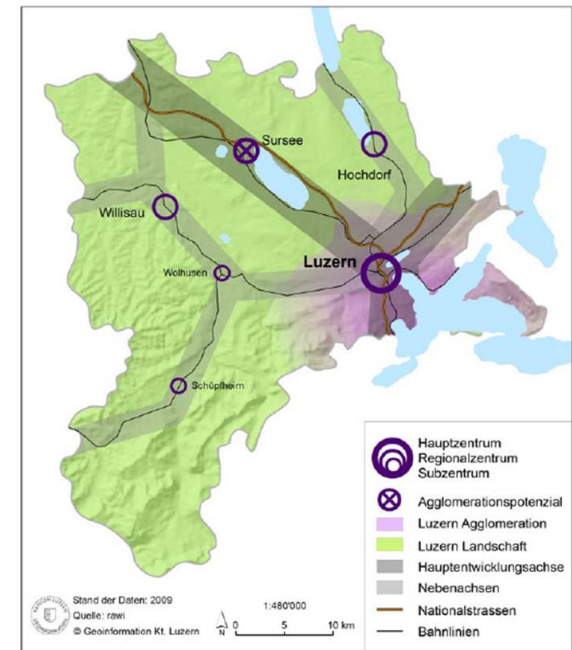 Sursee
Hochdorf
Willisau
Luzern
Wolhusen
Schüpfheim
Hauptzentrum
Regionalzentrum
Subzentrum
Agglomerationspotenzial
Luzern Agglomeration
Luzern Landschaft
Hauptentwicklungsachse
Nebenachsen
Nationalstrassen
Bahnlinien
Stand der Daten: 2009
Quelle: rawi
© Geoinformation Kt. Luzern
1:480'000
N
0 5 10 km